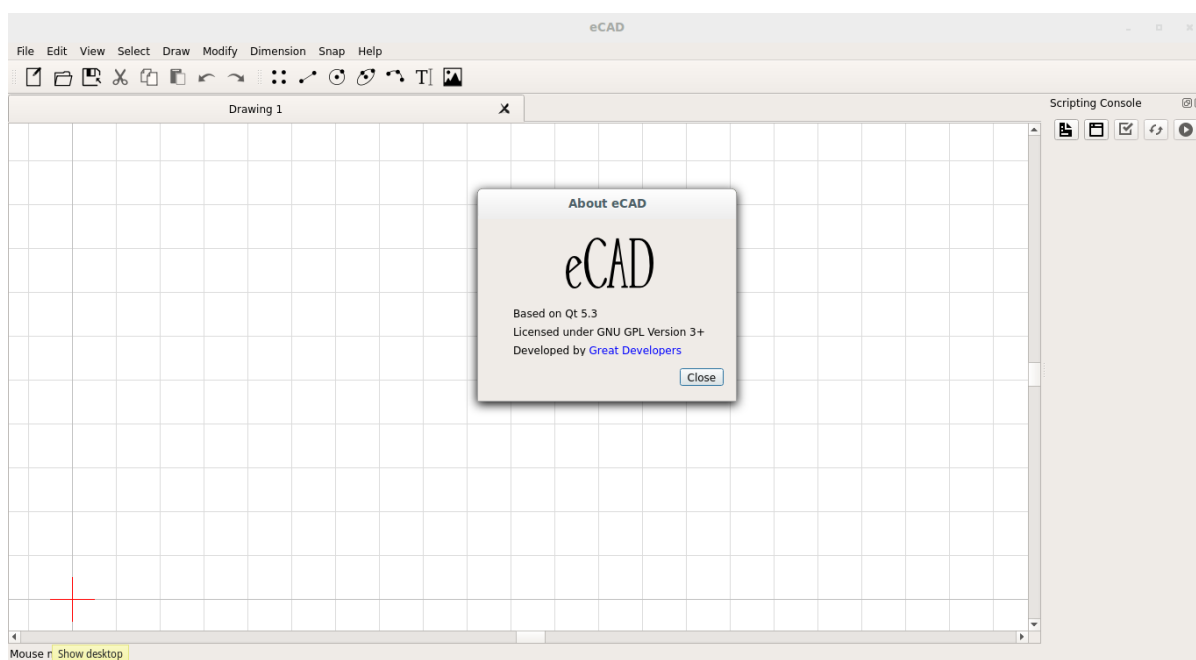 eCAD
File Edit View Select Draw Modify Dimension Snap Help
T
Drawing 1
Scripting Console
About eCAD
eCAD
Based on Qt 5.3
Licensed under GNU GPL Version 3+
Developed by Great Developers
Close
Mouse
Show desktop